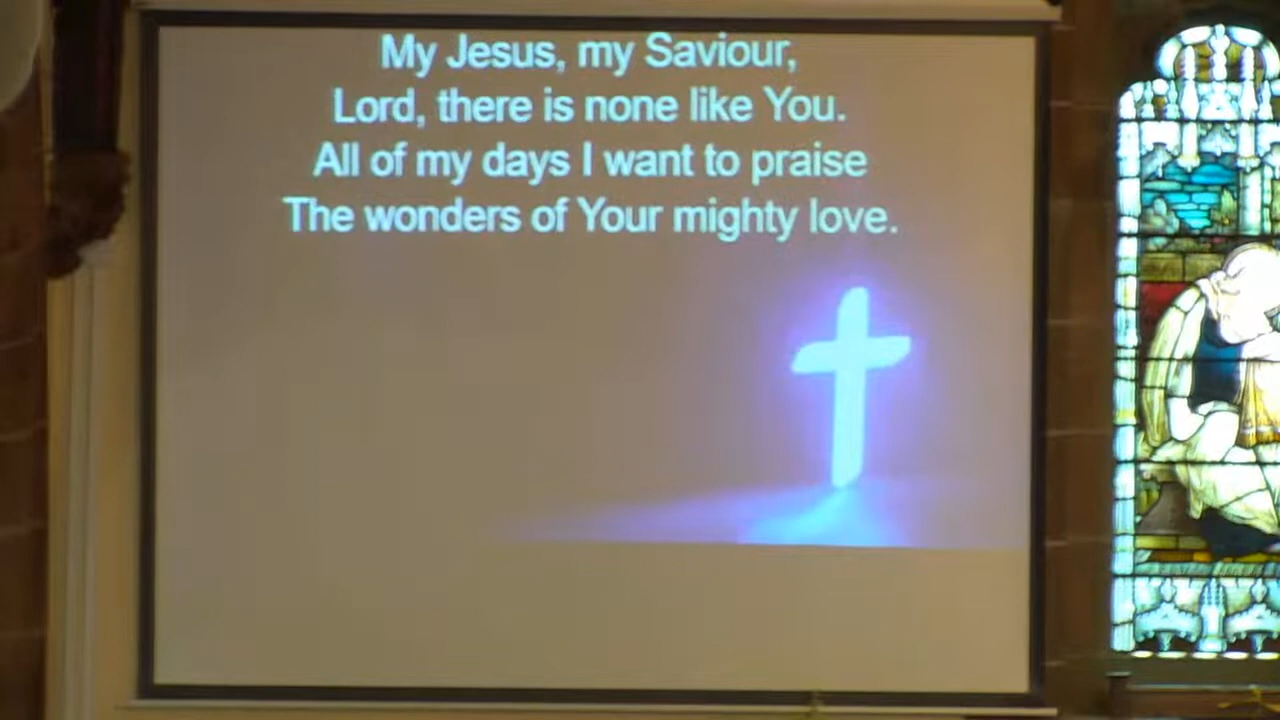 My Jesus, my Saviour,
Lord, there is none like You.
All of my days I want to praise
The wonders of Your mighty love.